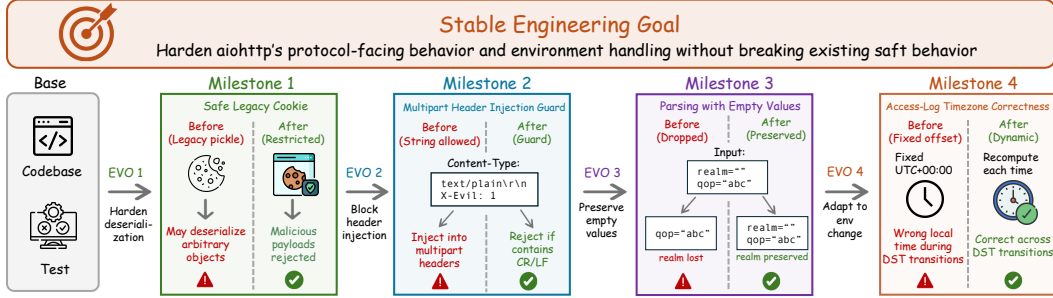 Stable Engineering Goal
Harden aiohttp's protocol-facing behavior and environment handling without breaking existing saft behavior
Base
Codebase
Test
EVO 1
Harden
deseriali-
zation
Milestone 1
Safe Legacy Cookie
Before
(Legacy pickle)
After
(Restricted)
May deserialize
arbitrary
objects
Malicious
payloads
rejected
EVO 2
Block
header
injection
Milestone 2
Multipart Header Injection Guard
Before
(String allowed)
After
(Guard)
Content-Type:
text/plain\r\n
X-Evil: 1
Inject into
multipart
headers
Reject if
contains
CR/LF
EVO 3
Preserve
empty
values
Milestone 3
Parsing with Empty Values
Before
(Dropped)
After
(Preserved)
Input:
realm=""
qop="abc"
qop="abc"
realm=""
qop="abc"
realm lost
realm preserved
EVO 4
Adapt to
env
change
Milestone 4
Access-Log Timezone Correctness
Before
(Fixed offset)
After
(Dynamic)
Fixed
UTC+00:00
Recompute
each time
Wrong local
time during
DST transitions
Correct across
DST transitions